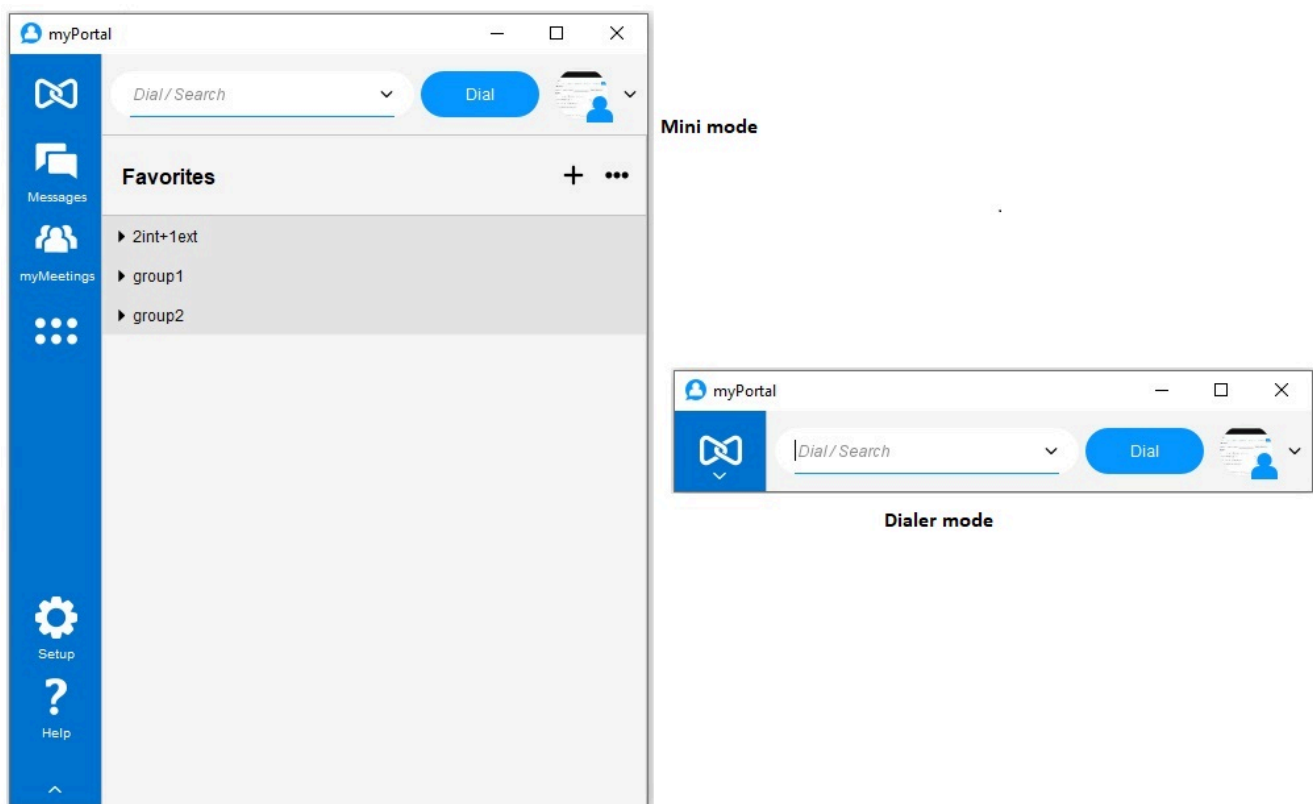 myPortal
Dial / Search
Dial
Mini mode
Favorites
Messages
2int+1ext
myMeetings
group1
group2
myPortal
Dial / Search
Dial
Dialer mode
Setup
?
Help